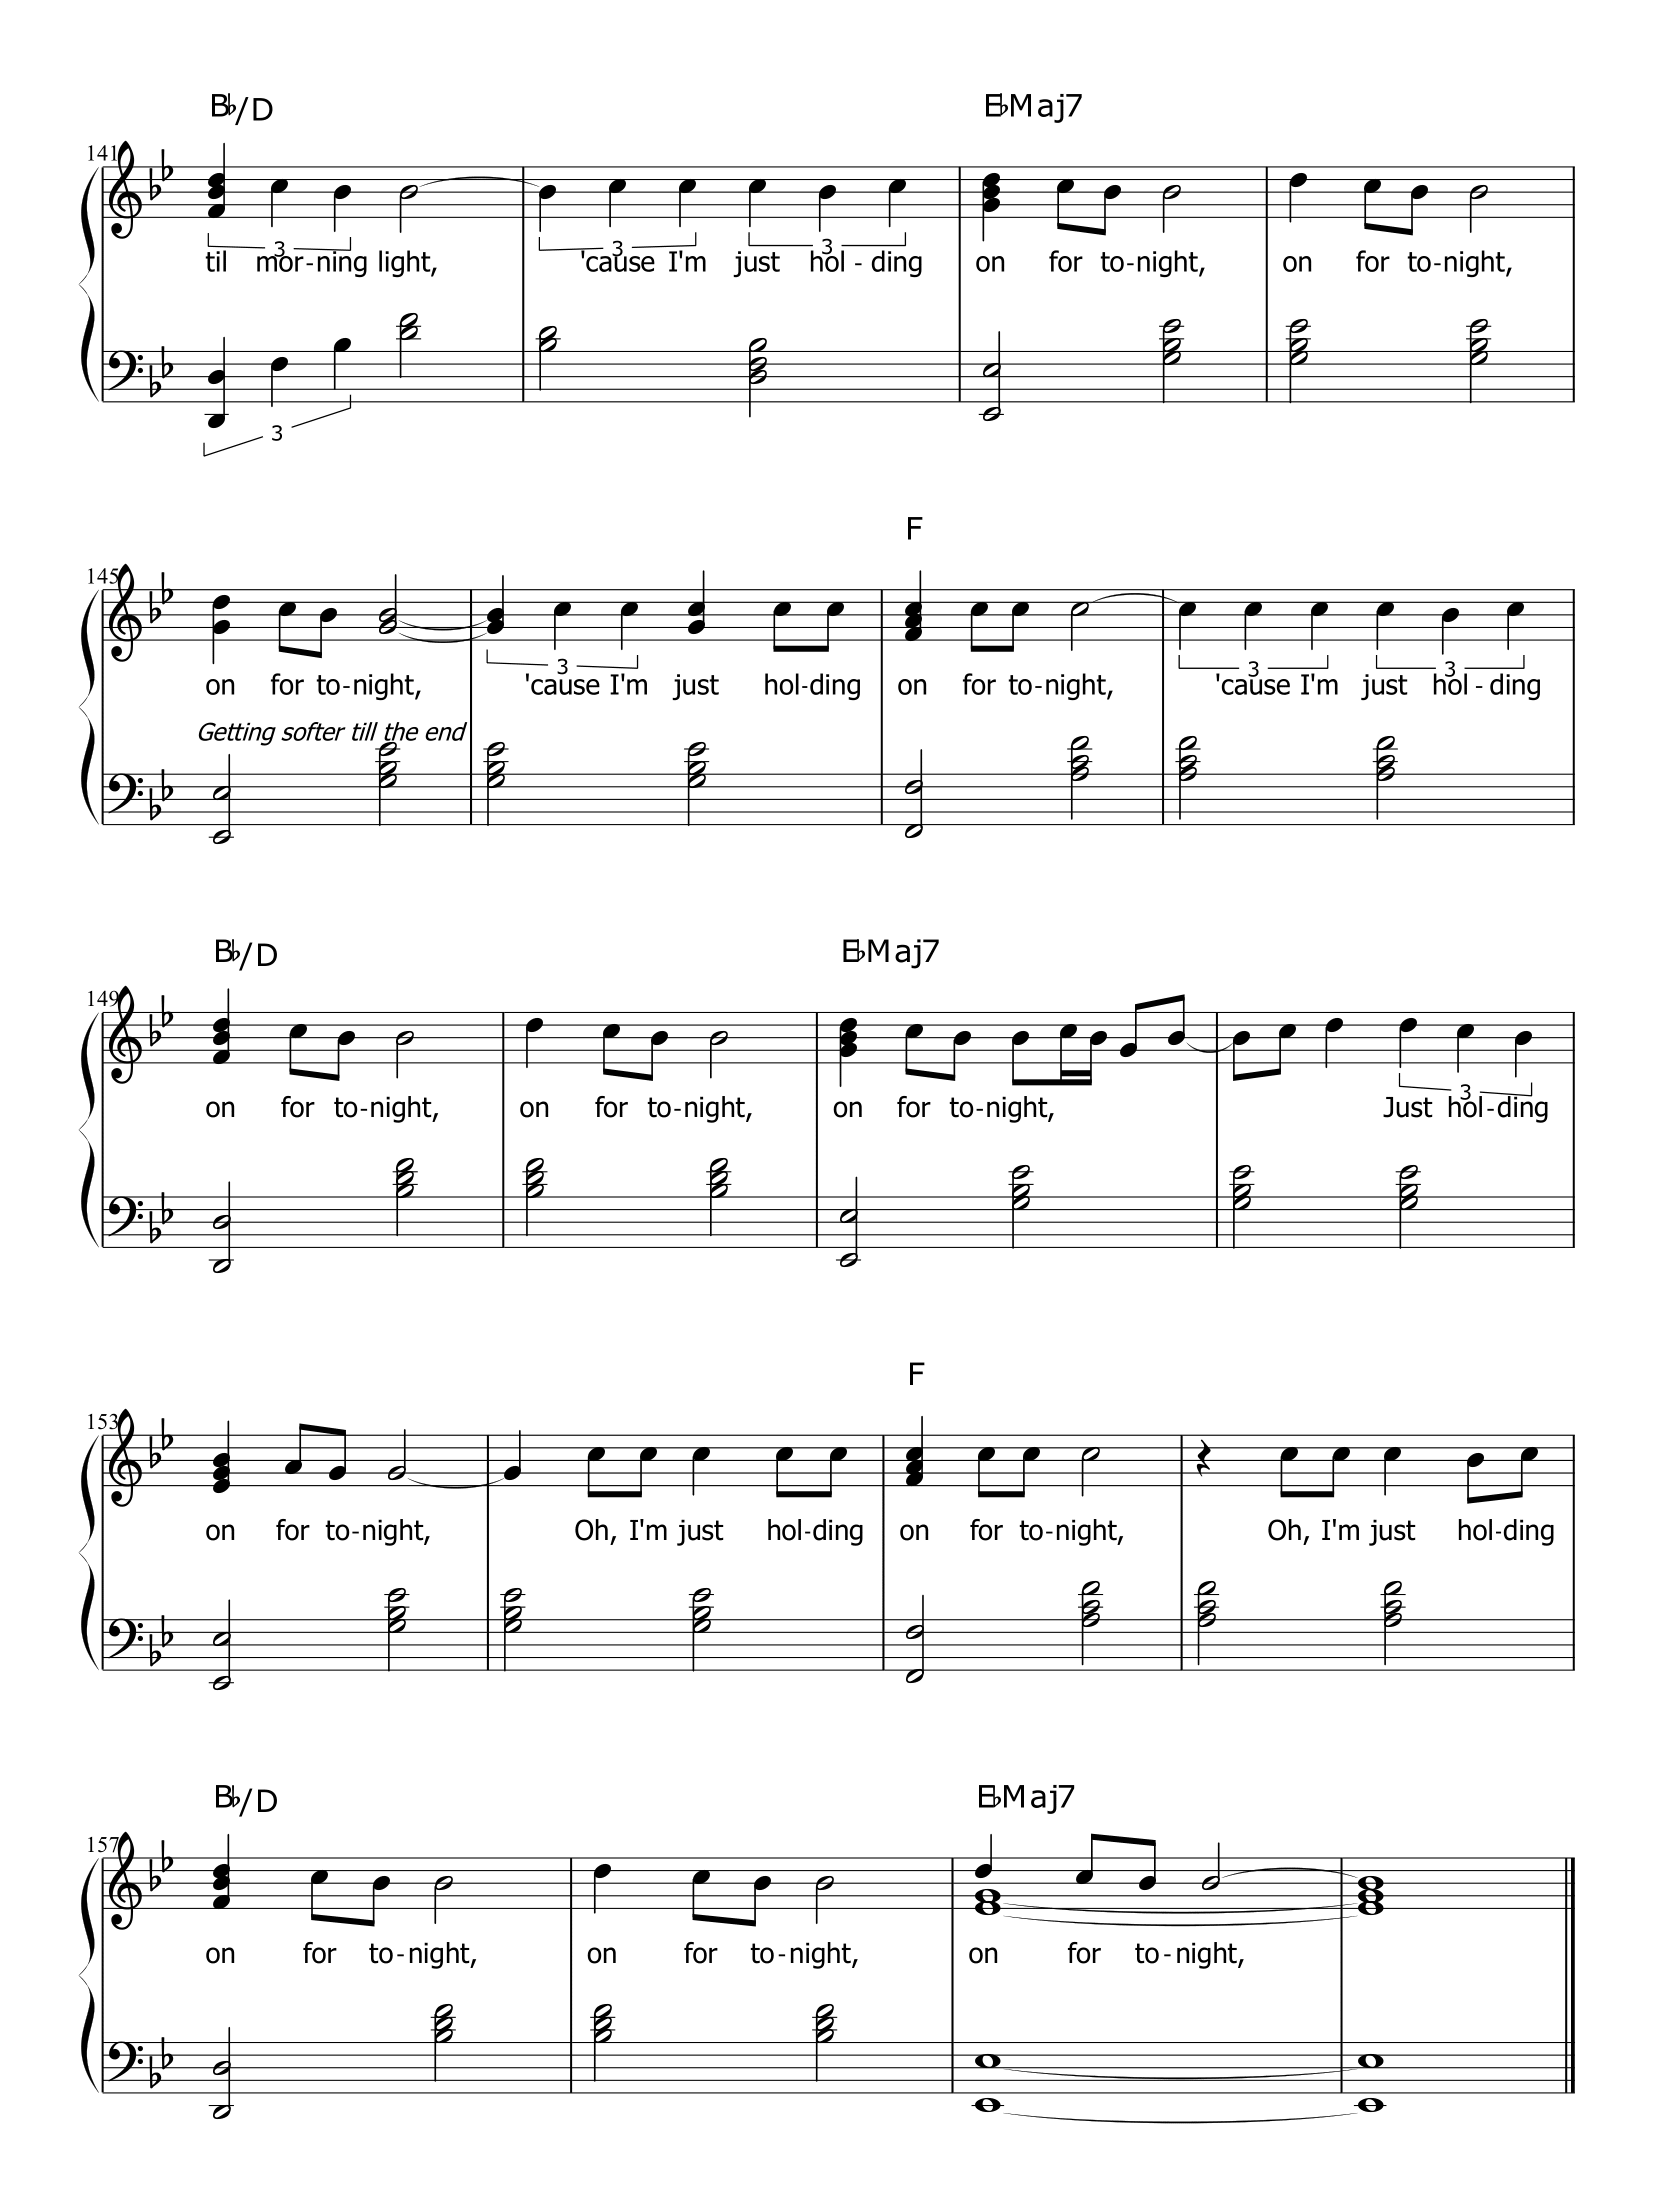 B♭/D E♭Maj7
141
3 3 3
til mor-ning light, 'cause I'm just hol - ding on for to-night, on for to-night,
3
F
145
3 3 3
on for to-night, 'cause I'm just hol-ding on for to-night, 'cause I'm just hol - ding
Getting softer till the end
B♭/D E♭Maj7
149
3
on for to-night, on for to-night, on for to-night, Just hol-ding
F
153
on for to-night, Oh, I'm just hol-ding on for to-night, Oh, I'm just hol-ding
B♭/D E♭Maj7
157
on for to-night, on for to-night, on for to-night,